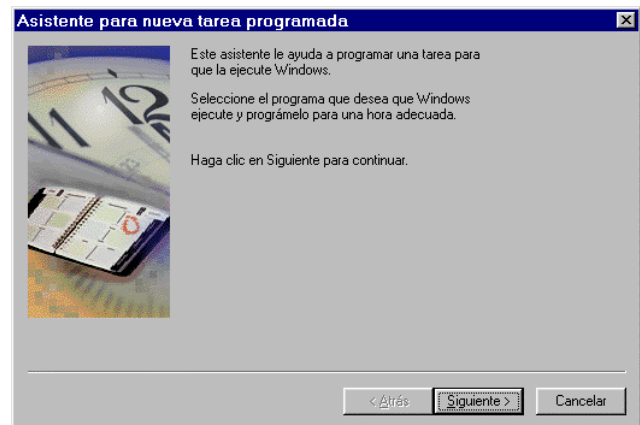 Asistente para nueva tarea programada
Este asistente le ayuda a programar una tarea para
que la ejecute Windows.
Seleccione el programa que desea que Windows
ejecute y prográmelo para una hora adecuada.
Haga clic en Siguiente para continuar.
< Atrás
Siguiente >
Cancelar
11
12